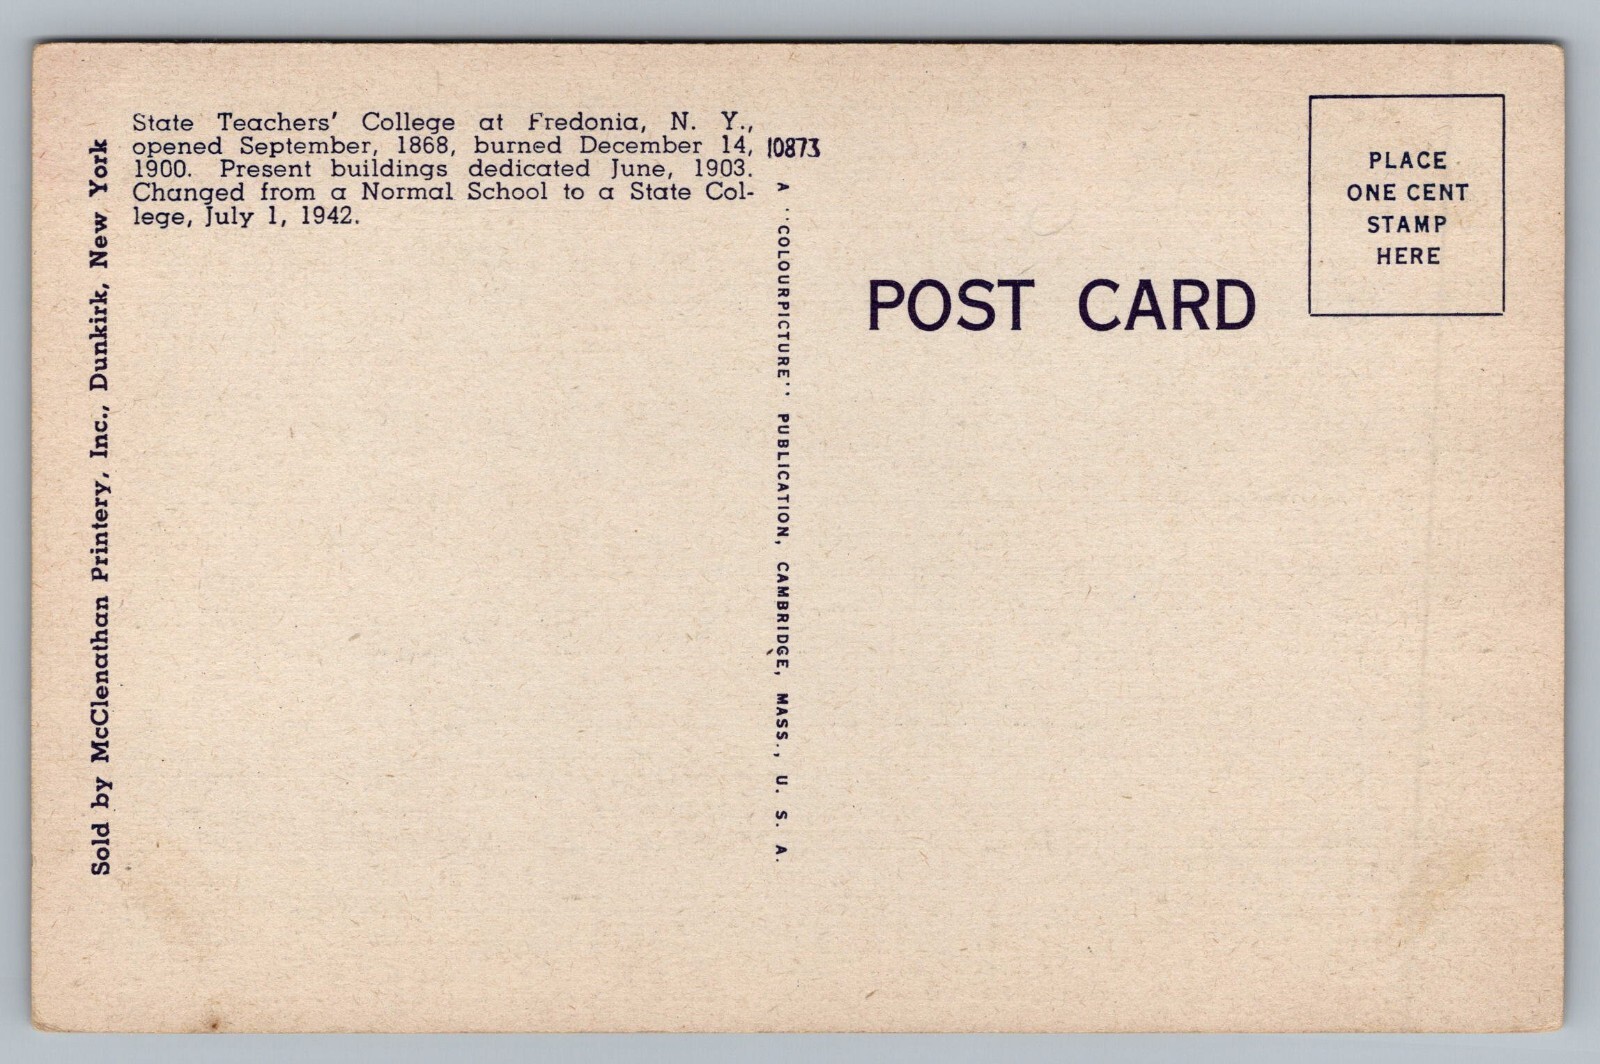 State Teachers' College at Fredonia, N. Y.,
opened September, 1868, burned December 14,
1900. Present buildings dedicated June, 1903.
Changed from a Normal School to a State Col-
lege, July 1, 1942.
Sold by McClenathan Printery, Inc., Dunkirk, New York
10873
A "COLOURPICTURE" PUBLICATION, CAMBRIDGE, MASS., U. S. A.
POST CARD
PLACE
ONE CENT
STAMP
HERE